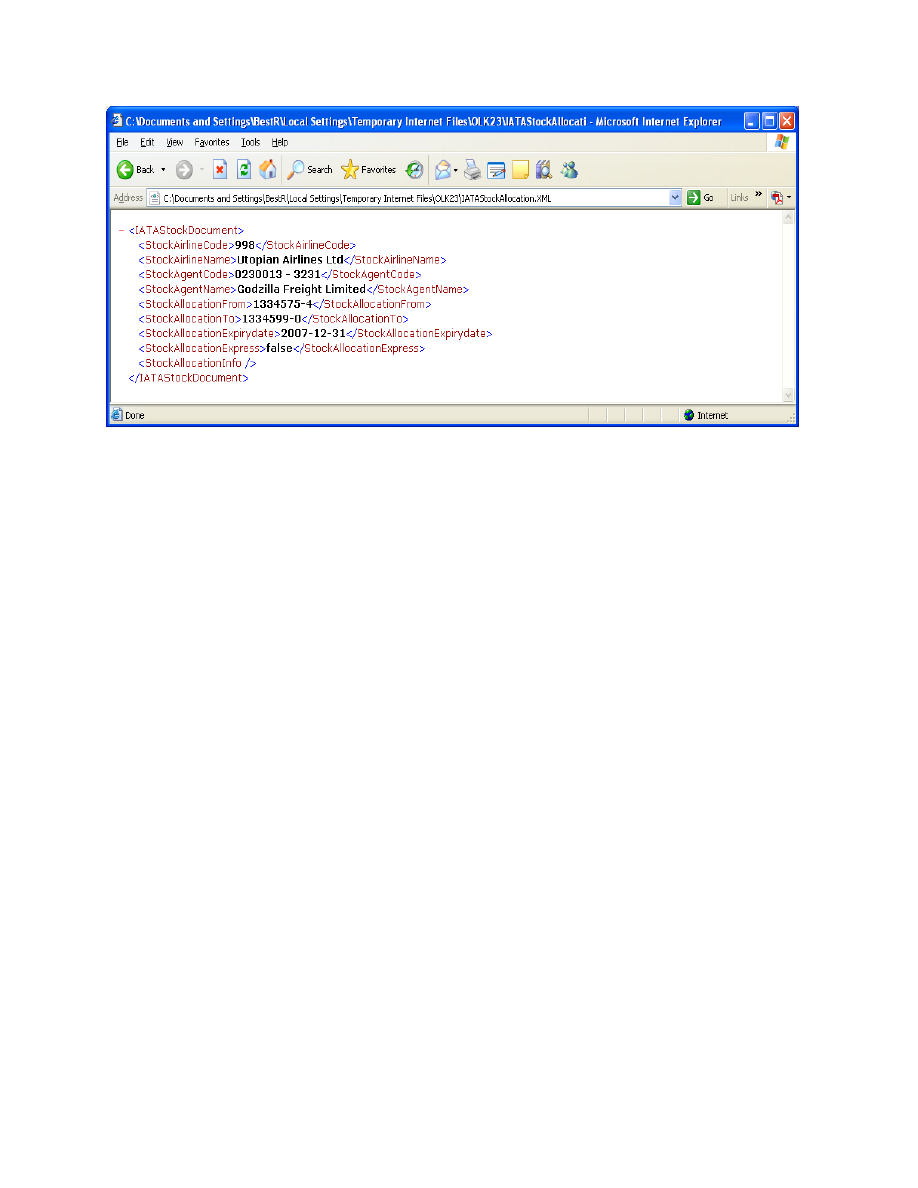 C:\Documents and Settings\BestR\Local Settings\Temporary Internet Files\OLK23\IATAStockAllocati - Microsoft Internet Explorer
File Edit View Favorites Tools Help
Back Search Favorites
Address C:\Documents and Settings\BestR\Local Settings\Temporary Internet Files\OLK23\IATAStockAllocation.XML Go Links »
- <IATAStockDocument>
<StockAirlineCode>998</StockAirlineCode>
<StockAirlineName>Utopian Airlines Ltd</StockAirlineName>
<StockAgentCode>0230013 - 3231</StockAgentCode>
<StockAgentName>Godzilla Freight Limited</StockAgentName>
<StockAllocationFrom>1334575-4</StockAllocationFrom>
<StockAllocationTo>1334599-0</StockAllocationTo>
<StockAllocationExpirydate>2007-12-31</StockAllocationExpirydate>
<StockAllocationExpress>false</StockAllocationExpress>
<StockAllocationInfo />
</IATAStockDocument>
Done Internet